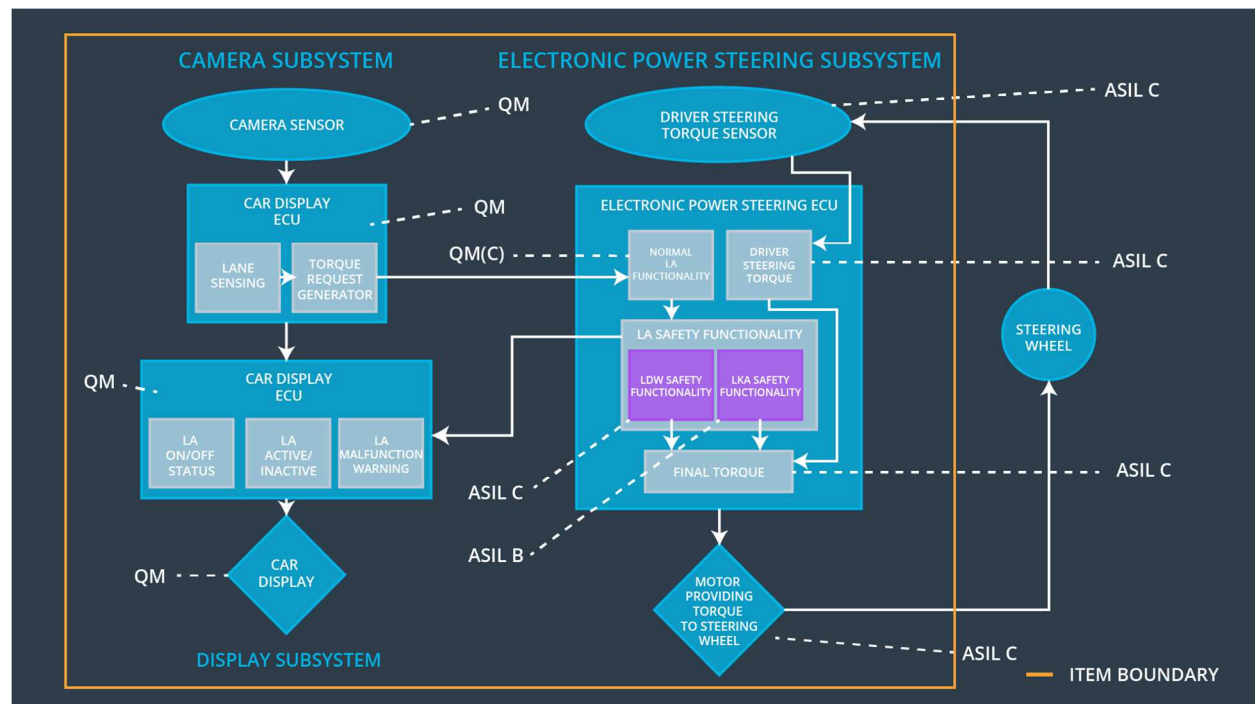 CAMERA SUBSYSTEM
ELECTRONIC POWER STEERING SUBSYSTEM
CAMERA SENSOR
QM
DRIVER STEERING
TORQUE SENSOR
ASIL C
CAR DISPLAY
ECU
QM
LANE
SENSING
TORQUE
REQUEST
GENERATOR
ELECTRONIC POWER STEERING ECU
QM(C)
NORMAL
LA
FUNCTIONALITY
DRIVER
STEERING
TORQUE
ASIL C
STEERING
WHEEL
LA SAFETY FUNCTIONALITY
LDW SAFETY
FUNCTIONALITY
LKA SAFETY
FUNCTIONALITY
CAR DISPLAY
ECU
QM
LA
ON/OFF
STATUS
LA
ACTIVE/
INACTIVE
LA
MALFUNCTION
WARNING
FINAL TORQUE
ASIL C
ASIL C
ASIL B
QM
CAR
DISPLAY
MOTOR
PROVIDING
TORQUE
TO STEERING
WHEEL
ASIL C
DISPLAY SUBSYSTEM
ITEM BOUNDARY